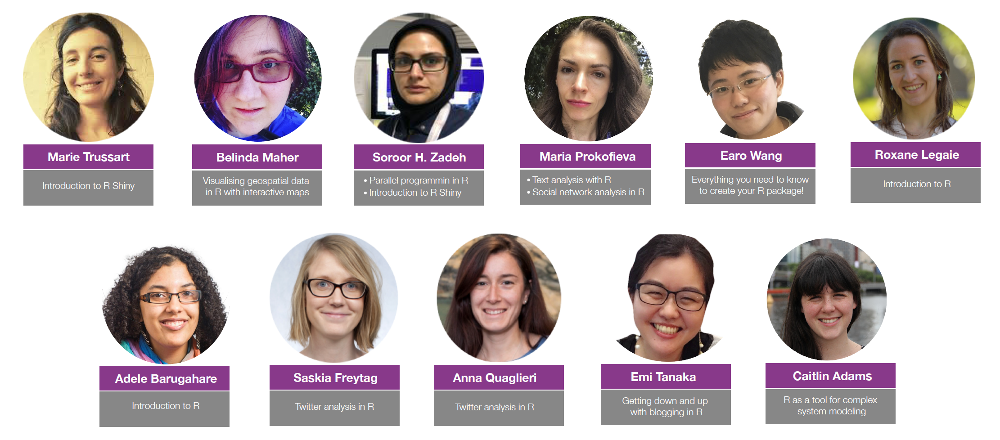 Marie Trussart
Introduction to R Shiny
Belinda Maher
Visualising geospatial data
in R with interactive maps
Soroor H. Zadeh
• Parallel programmin in R
• Introduction to R Shiny
Maria Prokofieva
• Text analysis with R
• Social network analysis in R
Earo Wang
Everything you need to know
to create your R package!
Roxane Legaie
Introduction to R
Adele Barugahare
Introduction to R
Saskia Freytag
Twitter analysis in R
Anna Quaglieri
Twitter analysis in R
Emi Tanaka
Getting down and up
with blogging in R
Caitlin Adams
R as a tool for complex
system modeling